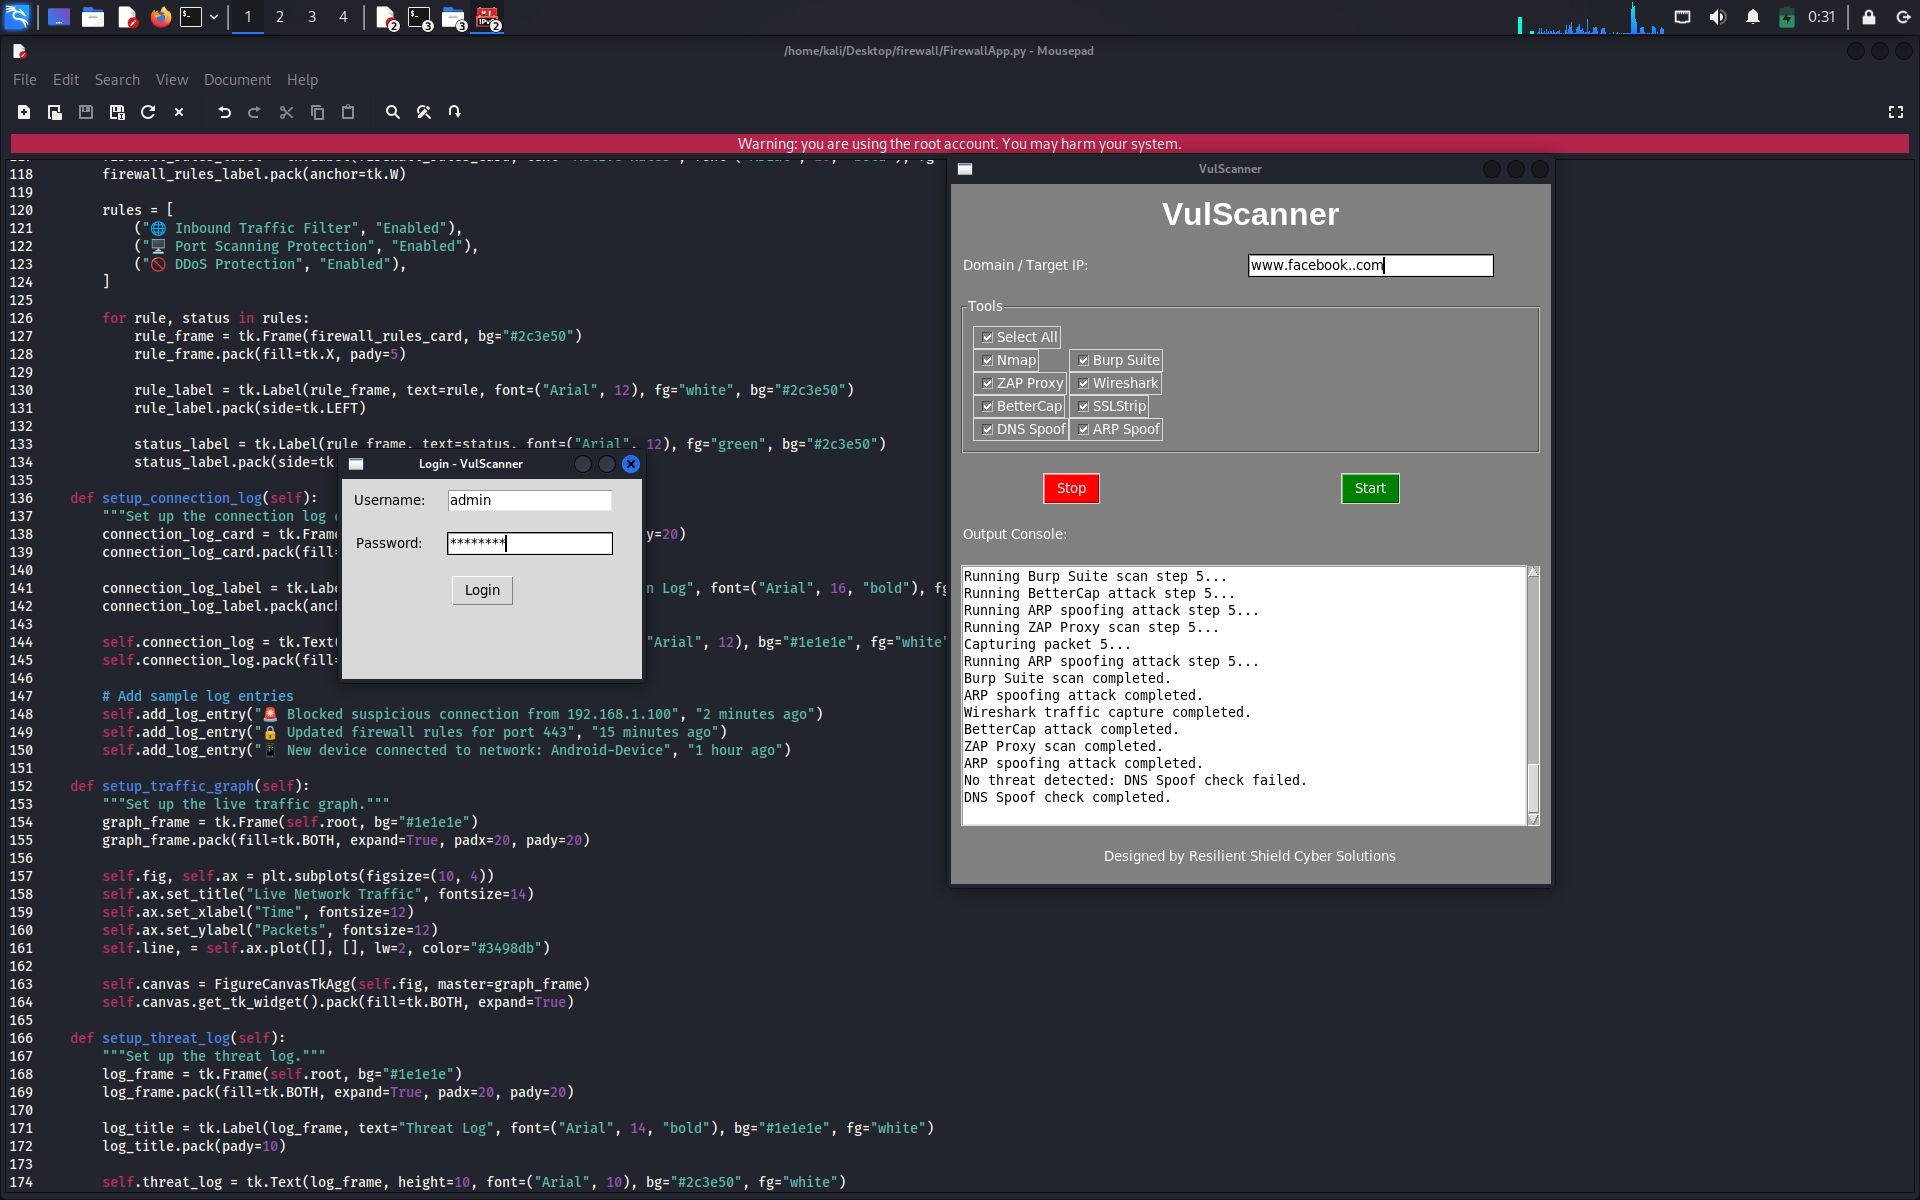 1 2 3 4 2 3 3 IPv 2 0:31
/home/kali/Desktop/firewall/FirewallApp.py - Mousepad
File Edit Search View Document Help
Warning: you are using the root account. You may harm your system.
118 firewall_rules_label.pack(anchor=tk.W)
119
120 rules = [
121 ("🌐 Inbound Traffic Filter", "Enabled"),
122 ("🖥️ Port Scanning Protection", "Enabled"),
123 ("🚫 DDoS Protection", "Enabled"),
124 ]
125
126 for rule, status in rules:
127 rule_frame = tk.Frame(firewall_rules_card, bg="#2c3e50")
128 rule_frame.pack(fill=tk.X, pady=5)
129
130 rule_label = tk.Label(rule_frame, text=rule, font=("Arial", 12), fg="white", bg="#2c3e50")
131 rule_label.pack(side=tk.LEFT)
132
133 status_label = tk.Label(rule_frame, text=status, font=("Arial", 12), fg="green", bg="#2c3e50")
134 status_label.pack(side=tk
135
136 def setup_connection_log(self):
137 """Set up the connection log
138 connection_log_card = tk.Frame y=20)
139 connection_log_card.pack(fill=
140
141 connection_log_label = tk.Labe n Log", font=("Arial", 16, "bold"), fg
142 connection_log_label.pack(anch
143
144 self.connection_log = tk.Text( "Arial", 12), bg="#1e1e1e", fg="white"
145 self.connection_log.pack(fill=
146
147 # Add sample log entries
148 self.add_log_entry("🚨 Blocked suspicious connection from 192.168.1.100", "2 minutes ago")
149 self.add_log_entry("🔒 Updated firewall rules for port 443", "15 minutes ago")
150 self.add_log_entry("📱 New device connected to network: Android-Device", "1 hour ago")
151
152 def setup_traffic_graph(self):
153 """Set up the live traffic graph."""
154 graph_frame = tk.Frame(self.root, bg="#1e1e1e")
155 graph_frame.pack(fill=tk.BOTH, expand=True, padx=20, pady=20)
156
157 self.fig, self.ax = plt.subplots(figsize=(10, 4))
158 self.ax.set_title("Live Network Traffic", fontsize=14)
159 self.ax.set_xlabel("Time", fontsize=12)
160 self.ax.set_ylabel("Packets", fontsize=12)
161 self.line, = self.ax.plot([], [], lw=2, color="#3498db")
162
163 self.canvas = FigureCanvasTkAgg(self.fig, master=graph_frame)
164 self.canvas.get_tk_widget().pack(fill=tk.BOTH, expand=True)
165
166 def setup_threat_log(self):
167 """Set up the threat log."""
168 log_frame = tk.Frame(self.root, bg="#1e1e1e")
169 log_frame.pack(fill=tk.BOTH, expand=True, padx=20, pady=20)
170
171 log_title = tk.Label(log_frame, text="Threat Log", font=("Arial", 14, "bold"), bg="#1e1e1e", fg="white")
172 log_title.pack(pady=10)
173
174 self.threat_log = tk.Text(log_frame, height=10, font=("Arial", 10), bg="#2c3e50", fg="white")
Login - VulScanner
Username: admin
Password: ********
Login
VulScanner
VulScanner
Domain / Target IP: www.facebook..com
Tools
Select All
Nmap Burp Suite
ZAP Proxy Wireshark
BetterCap SSLStrip
DNS Spoof ARP Spoof
Stop Start
Output Console:
Running Burp Suite scan step 5...
Running BetterCap attack step 5...
Running ARP spoofing attack step 5...
Running ZAP Proxy scan step 5...
Capturing packet 5...
Running ARP spoofing attack step 5...
Burp Suite scan completed.
ARP spoofing attack completed.
Wireshark traffic capture completed.
BetterCap attack completed.
ZAP Proxy scan completed.
ARP spoofing attack completed.
No threat detected: DNS Spoof check failed.
DNS Spoof check completed.
Designed by Resilient Shield Cyber Solutions